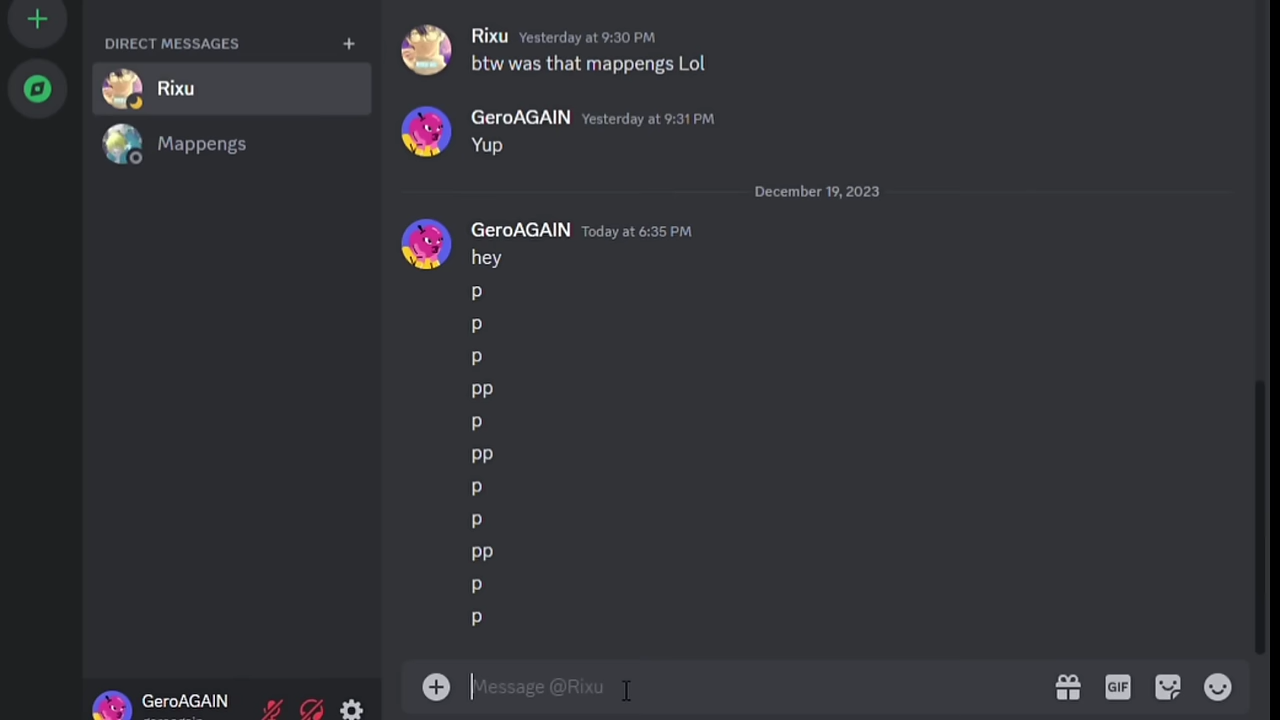 DIRECT MESSAGES
Rixu
Mappengs
Rixu Yesterday at 9:30 PM
btw was that mappengs Lol
GeroAGAIN Yesterday at 9:31 PM
Yup
December 19, 2023
GeroAGAIN Today at 6:35 PM
hey
p
p
p
pp
p
pp
p
p
pp
p
p
Message @Rixu
GIF
GeroAGAIN